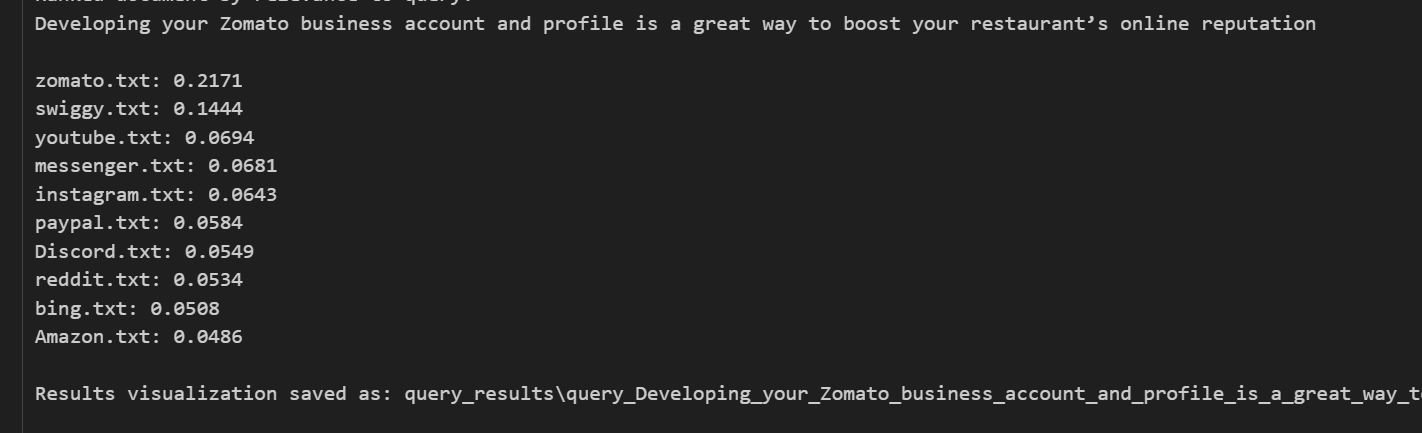 Developing your Zomato business account and profile is a great way to boost your restaurant’s online reputation
zomato.txt: 0.2171
swiggy.txt: 0.1444
youtube.txt: 0.0694
messenger.txt: 0.0681
instagram.txt: 0.0643
paypal.txt: 0.0584
Discord.txt: 0.0549
reddit.txt: 0.0534
bing.txt: 0.0508
Amazon.txt: 0.0486
Results visualization saved as: query_results\query_Developing_your_Zomato_business_account_and_profile_is_a_great_way_t